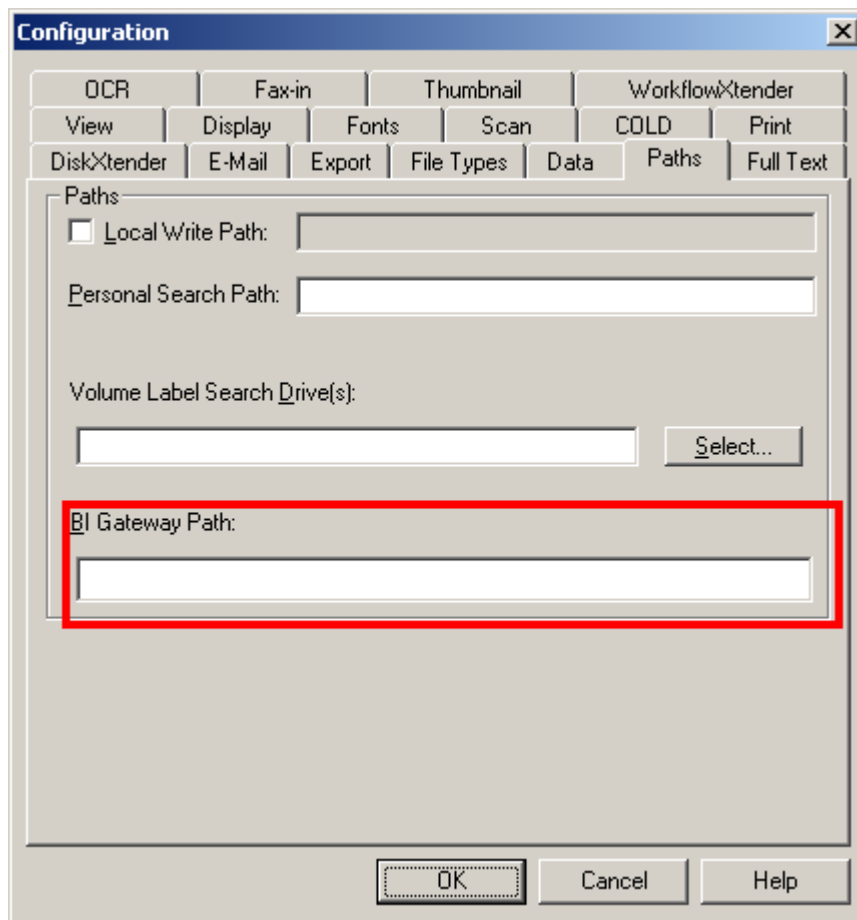 Configuration
OCR Fax-in Thumbnail WorkflowXtender
View Display Fonts Scan COLD Print
DiskXtender E-Mail Export File Types Data Paths Full Text
Paths
Local Write Path:
Personal Search Path:
Volume Label Search Drive(s):
Select...
BI Gateway Path:
OK Cancel Help